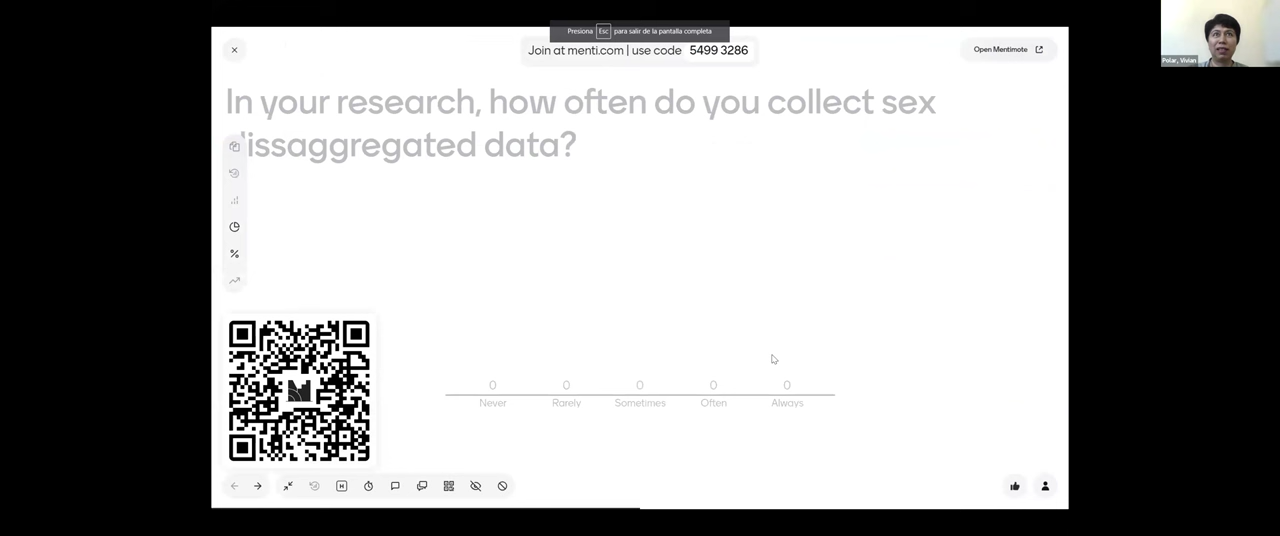 Presiona Esc para salir de la pantalla completa
Join at menti.com | use code 5499 3286
Open Mentimote
Polar, Vivian
In your research, how often do you collect sex
dissaggregated data?
0 0 0 0 0
Never Rarely Sometimes Often Always
H